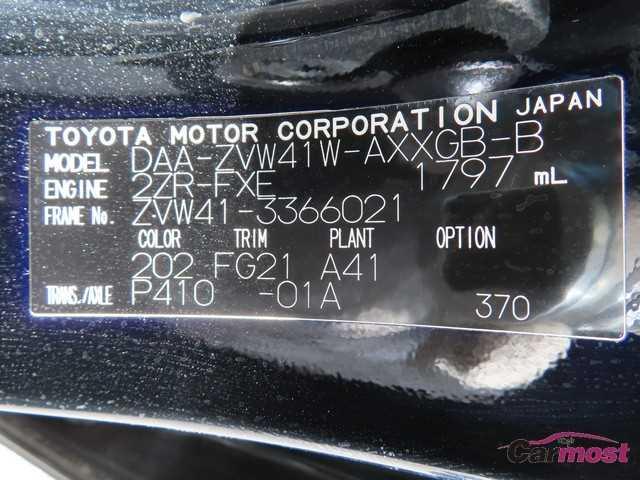 TOYOTA MOTOR CORPORATION JAPAN
MODEL DAA-ZVW41W-AXXGB-B
ENGINE 2ZR-FXE 1797 mL
FRAME No. ZVW41-3366021
COLOR TRIM PLANT OPTION
202 FG21 A41
TRANS./AXLE P410 -01A 370
Carmost